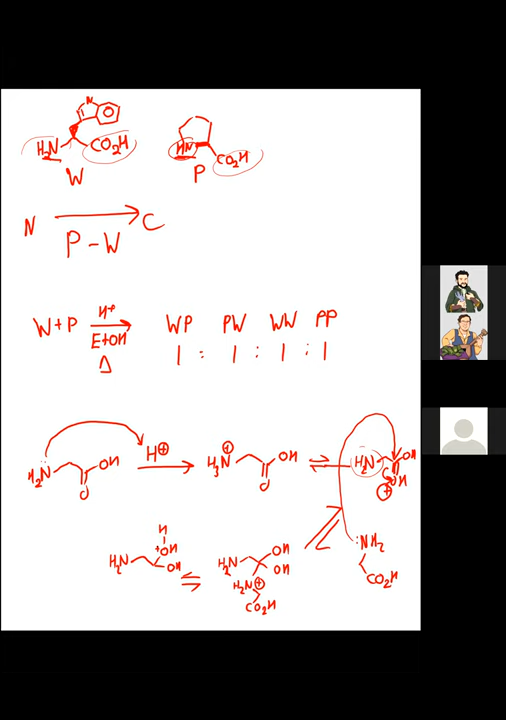 N
H₂N CO₂H HN CO₂H
W P
N → C
P-W
W+P H⊕ EtOH Δ WP PW WW PP
1 : 1 : 1 : 1
H₂N OH O H⊕ H₃N⊕ OH O ⇌ H₂N OH OH ⊕
:NH₂
CO₂H
H
H₂N +OH OH ⇌ H₂N OH OH
H₂N⊕
CO₂H